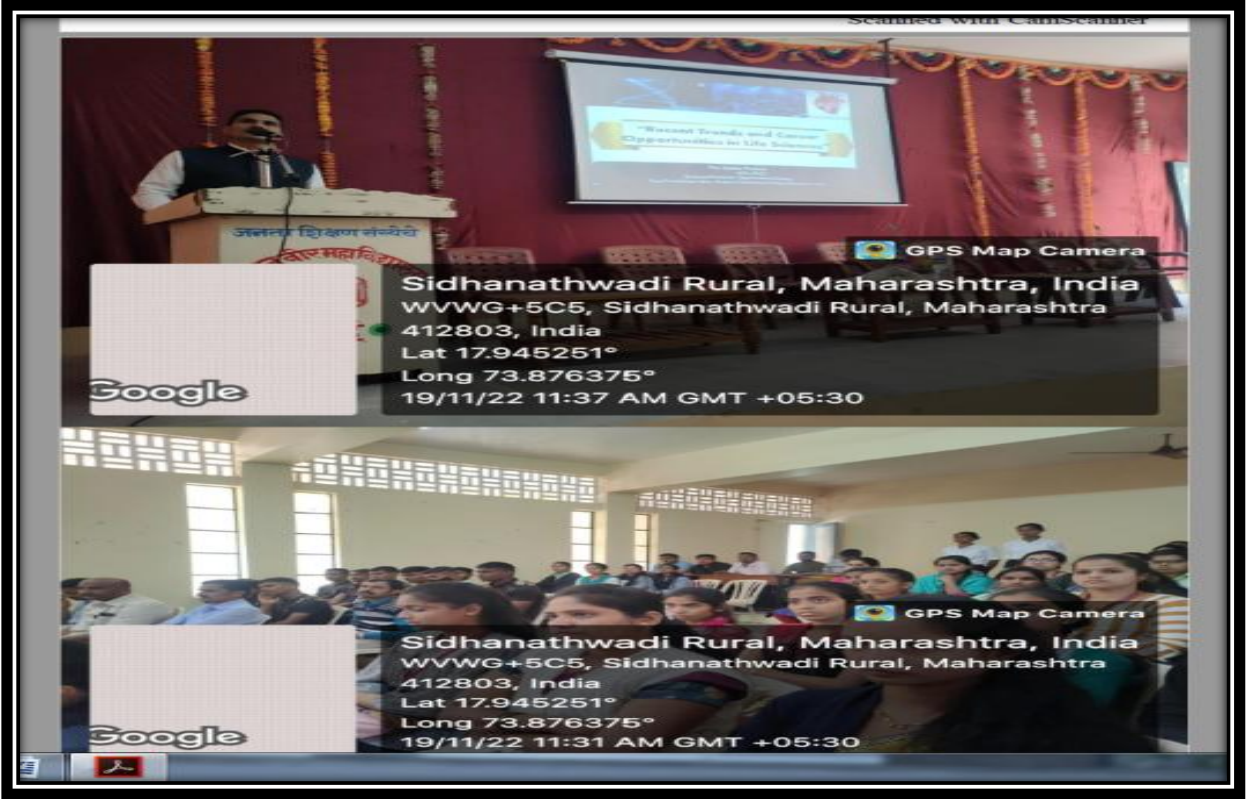 Scanned with CamScanner
"Recent Trends and Career
Opportunities in Life Sciences"
जनता शिक्षण संस्थेचे
GPS Map Camera
Sidhanathwadi Rural, Maharashtra, India
WVWG+5C5, Sidhanathwadi Rural, Maharashtra
412803, India
Lat 17.945251°
Long 73.876375°
19/11/22 11:37 AM GMT +05:30
Google
GPS Map Camera
Sidhanathwadi Rural, Maharashtra, India
WVWG+5C5, Sidhanathwadi Rural, Maharashtra
412803, India
Lat 17.945251°
Long 73.876375°
19/11/22 11:31 AM GMT +05:30
Google